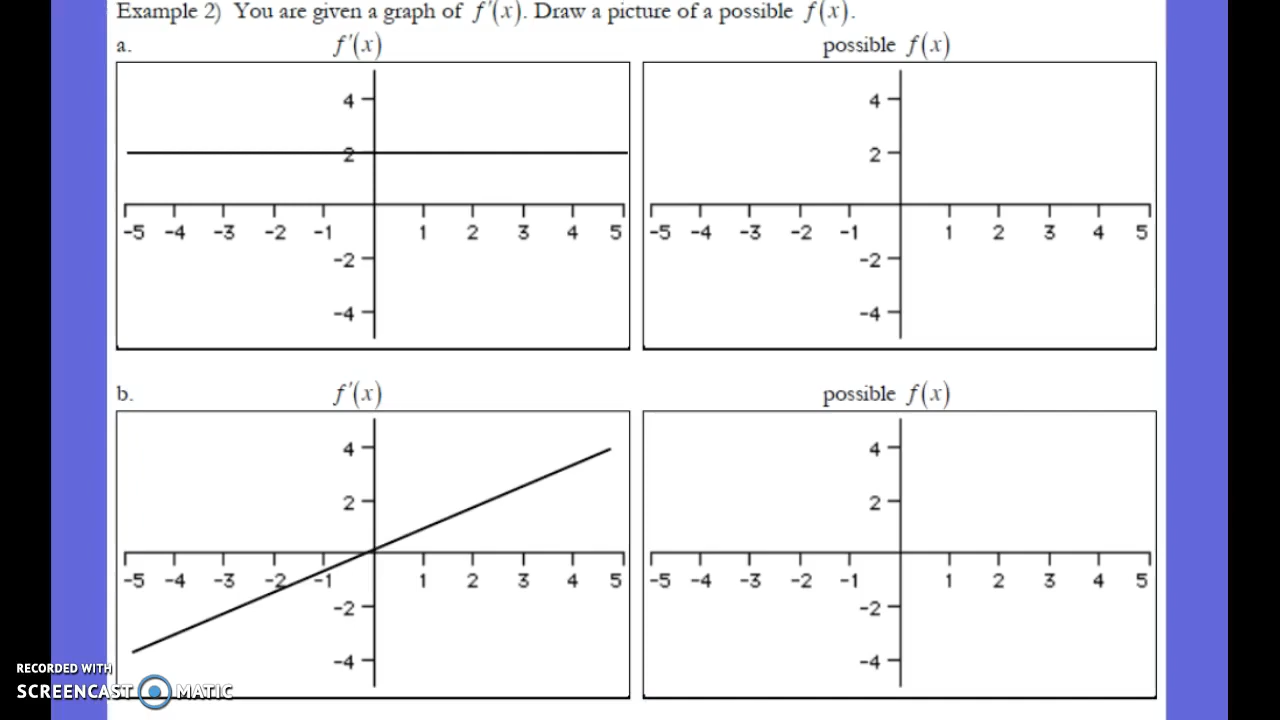 Example 2) You are given a graph of f'(x). Draw a picture of a possible f(x).
a. f'(x) possible f(x)
4 4
2 2
-5 -4 -3 -2 -1 1 2 3 4 5 -5 -4 -3 -2 -1 1 2 3 4 5
-2 -2
-4 -4
b. f'(x) possible f(x)
4 4
2 2
-5 -4 -3 -2 -1 1 2 3 4 5 -5 -4 -3 -2 -1 1 2 3 4 5
-2 -2
-4 -4
RECORDED WITH
SCREENCAST MATIC